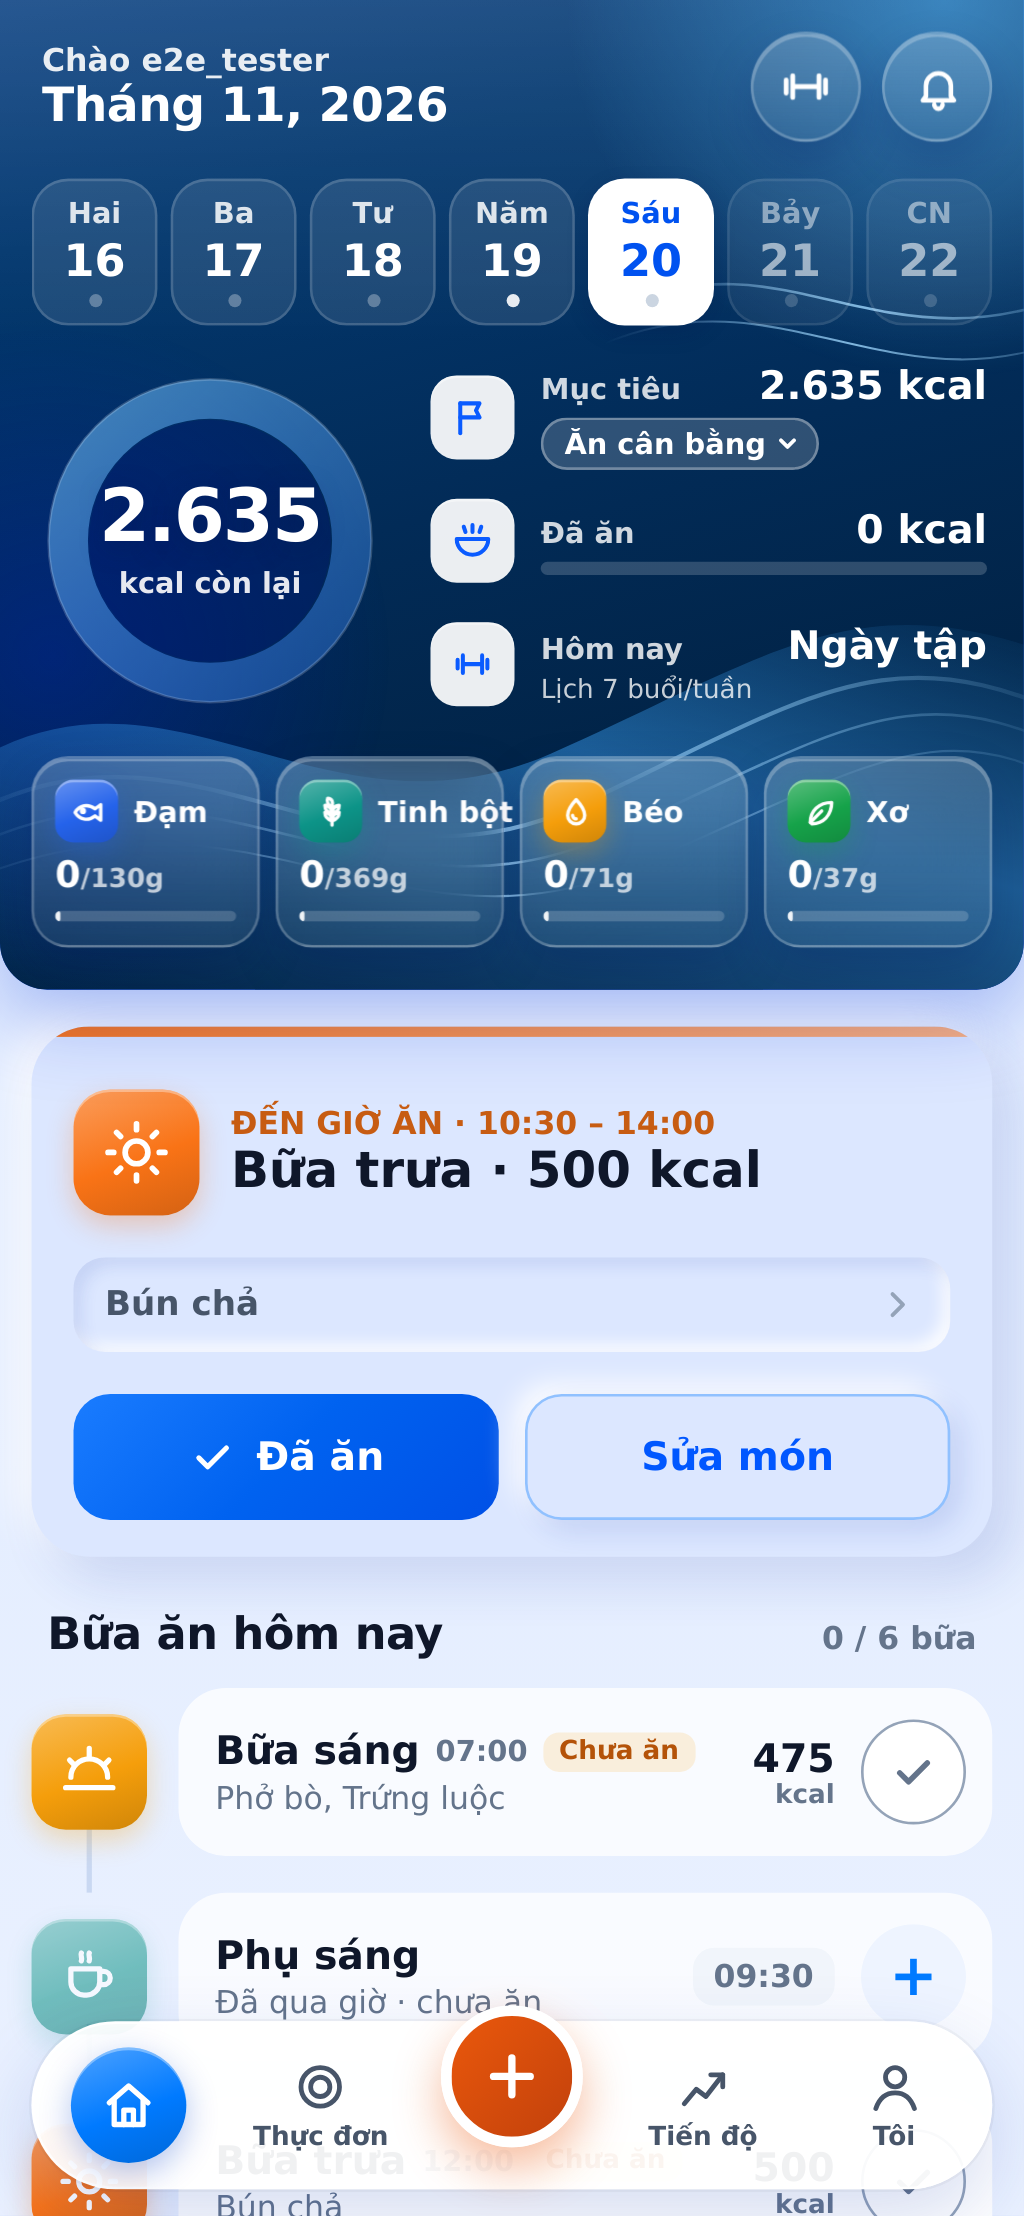 Chào e2e_tester
Tháng 11, 2026
Hai Ba Tư Năm Sáu Bảy CN
16 17 18 19 20 21 22
Mục tiêu 2.635 kcal
Ăn cân bằng
2.635
kcal còn lại
Đã ăn 0 kcal
Hôm nay Ngày tập
Lịch 7 buổi/tuần
Đạm Tinh bột Béo Xơ
0/130g 0/369g 0/71g 0/37g
ĐẾN GIỜ ĂN · 10:30 – 14:00
Bữa trưa · 500 kcal
Bún chả
Đã ăn Sửa món
Bữa ăn hôm nay 0 / 6 bữa
Bữa sáng 07:00 Chưa ăn 475
Phở bò, Trứng luộc kcal
Phụ sáng 09:30
Đã qua giờ · chưa ăn
Thực đơn Tiến độ Tôi
Bữa trưa 12:00 Chưa ăn 500
Bún chả kcal